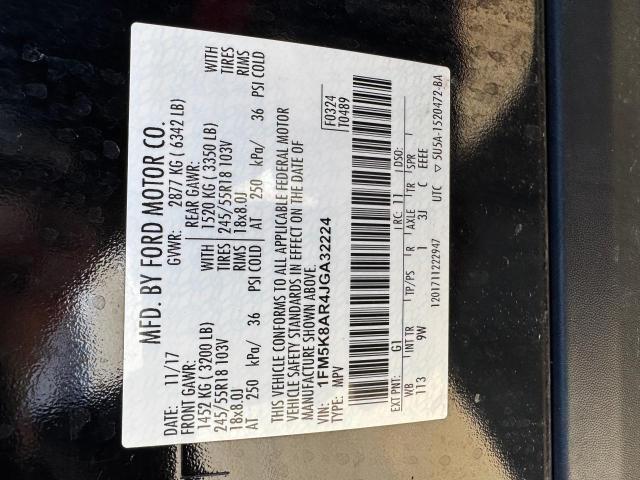 MFD. BY FORD MOTOR CO.
DATE: 11/17 GVWR: 2877 KG ( 6342 LB)
FRONT GAWR: REAR GAWR: WITH
1452 KG ( 3200 LB) 1520 KG ( 3350 LB) TIRES
245/55R18 103V WITH TIRES 245/55R18 103V RIMS
18x8.0J RIMS 18x8.0J
AT 250 kPa/ 36 PSI COLD AT 250 kPa/ 36 PSI COLD
THIS VEHICLE CONFORMS TO ALL APPLICABLE FEDERAL MOTOR
VEHICLE SAFETY STANDARDS IN EFFECT ON THE DATE OF
MANUFACTURE SHOWN ABOVE.
VIN: 1FM5K8AR4JGA32224
TYPE: MPV
F0324
T0489
EXT PNT: G1 RC: 11 DSO:
WB INT TR TP/PS R AXLE TR SPR
113 9W 1 3J C EEEE
1201711222947 UTC ▽ 5U5A-1520472-BA